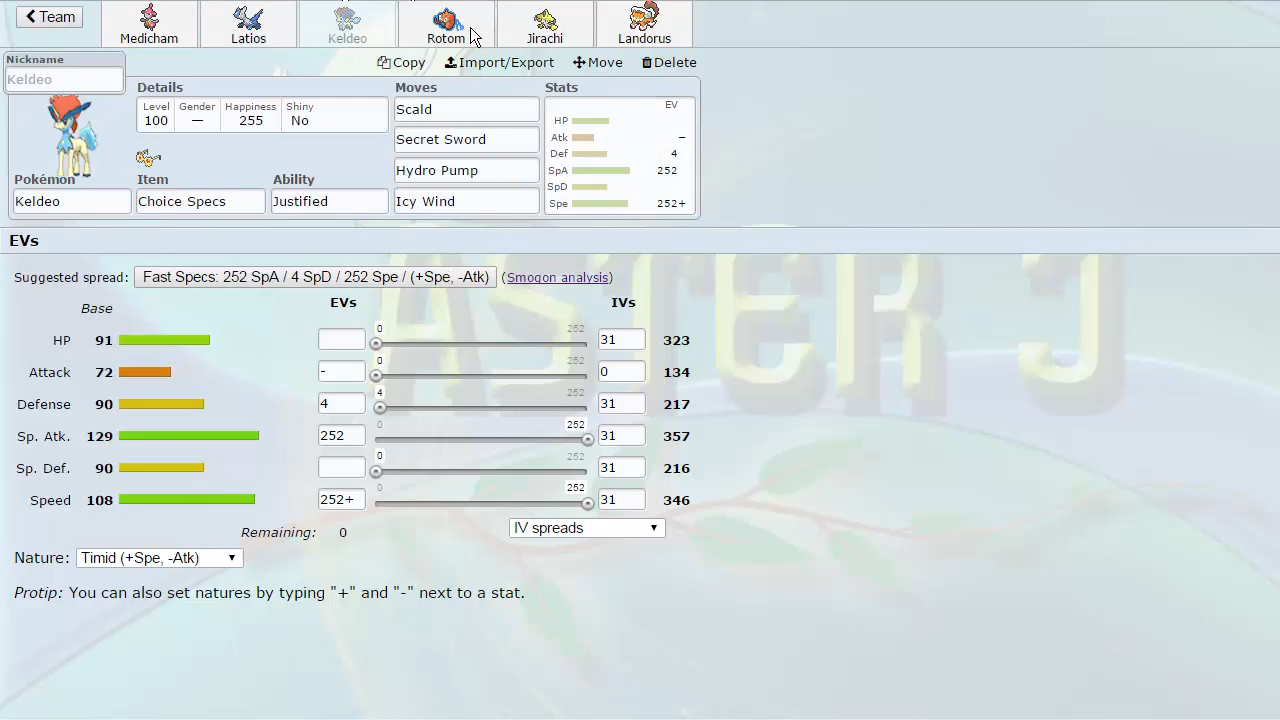 Team
Medicham
Latios
Keldeo
Rotom
Jirachi
Landorus
Nickname
Keldeo
Copy
Import/Export
Move
Delete
Details
Moves
Stats
Level
100
Gender
—
Happiness
255
Shiny
No
Scald
Secret Sword
Hydro Pump
Icy Wind
EV
HP
Atk –
Def 4
SpA 252
SpD
Spe 252+
Pokémon
Keldeo
Item
Choice Specs
Ability
Justified
EVs
Suggested spread: Fast Specs: 252 SpA / 4 SpD / 252 Spe / (+Spe, -Atk) (Smogon analysis)
Base EVs IVs
HP 91 0 252 31 323
Attack 72 - 0 252 0 134
Defense 90 4 4 252 31 217
Sp. Atk. 129 252 0 252 252 31 357
Sp. Def. 90 0 252 31 216
Speed 108 252+ 0 252 31 346
Remaining: 0
IV spreads
Nature: Timid (+Spe, -Atk)
Protip: You can also set natures by typing "+" and "-" next to a stat.
ASTER J